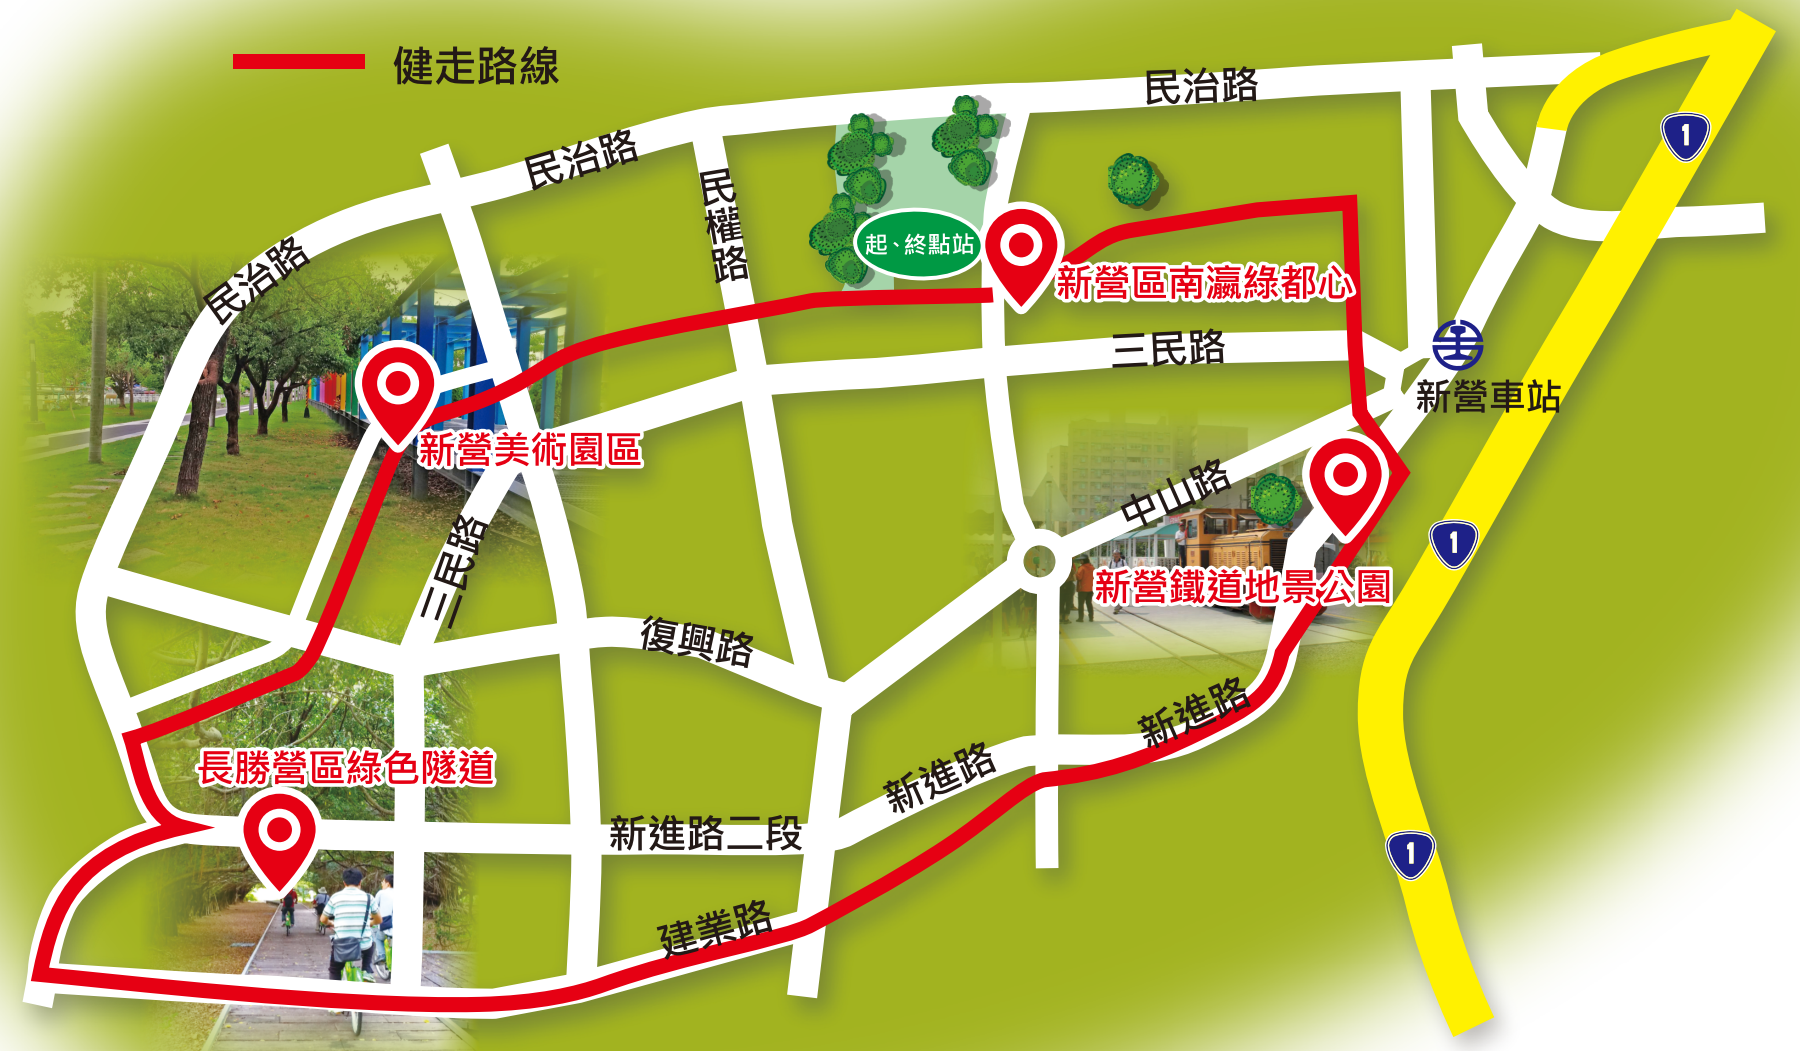 健走路線
民治路
民治路
民治路
民權路
起、終點站
新營區南瀛綠都心
三民路
新營車站
新營美術園區
中山路
三民路
新營鐵道地景公園
復興路
新進路
新進路
長勝營區綠色隧道
新進路二段
建業路
1
1
1